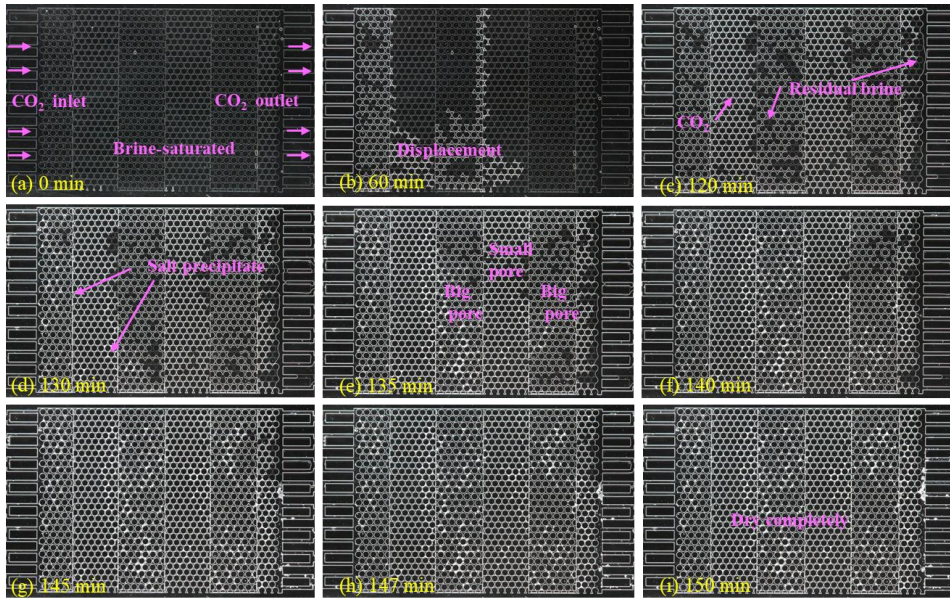 CO2 inlet
CO2 outlet
Brine-saturated
(a) 0 min
Displacement
(b) 60 min
Residual brine
CO2
(c) 120 min
Salt precipitate
(d) 130 min
Small
pore
Big
pore
Big
pore
(e) 135 min
(f) 140 min
(g) 145 min
(h) 147 min
Dry completely
(i) 150 min